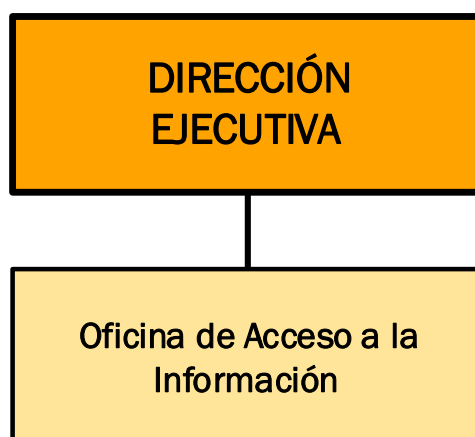 DIRECCIÓN
EJECUTIVA
Oficina de Acceso a la
Información